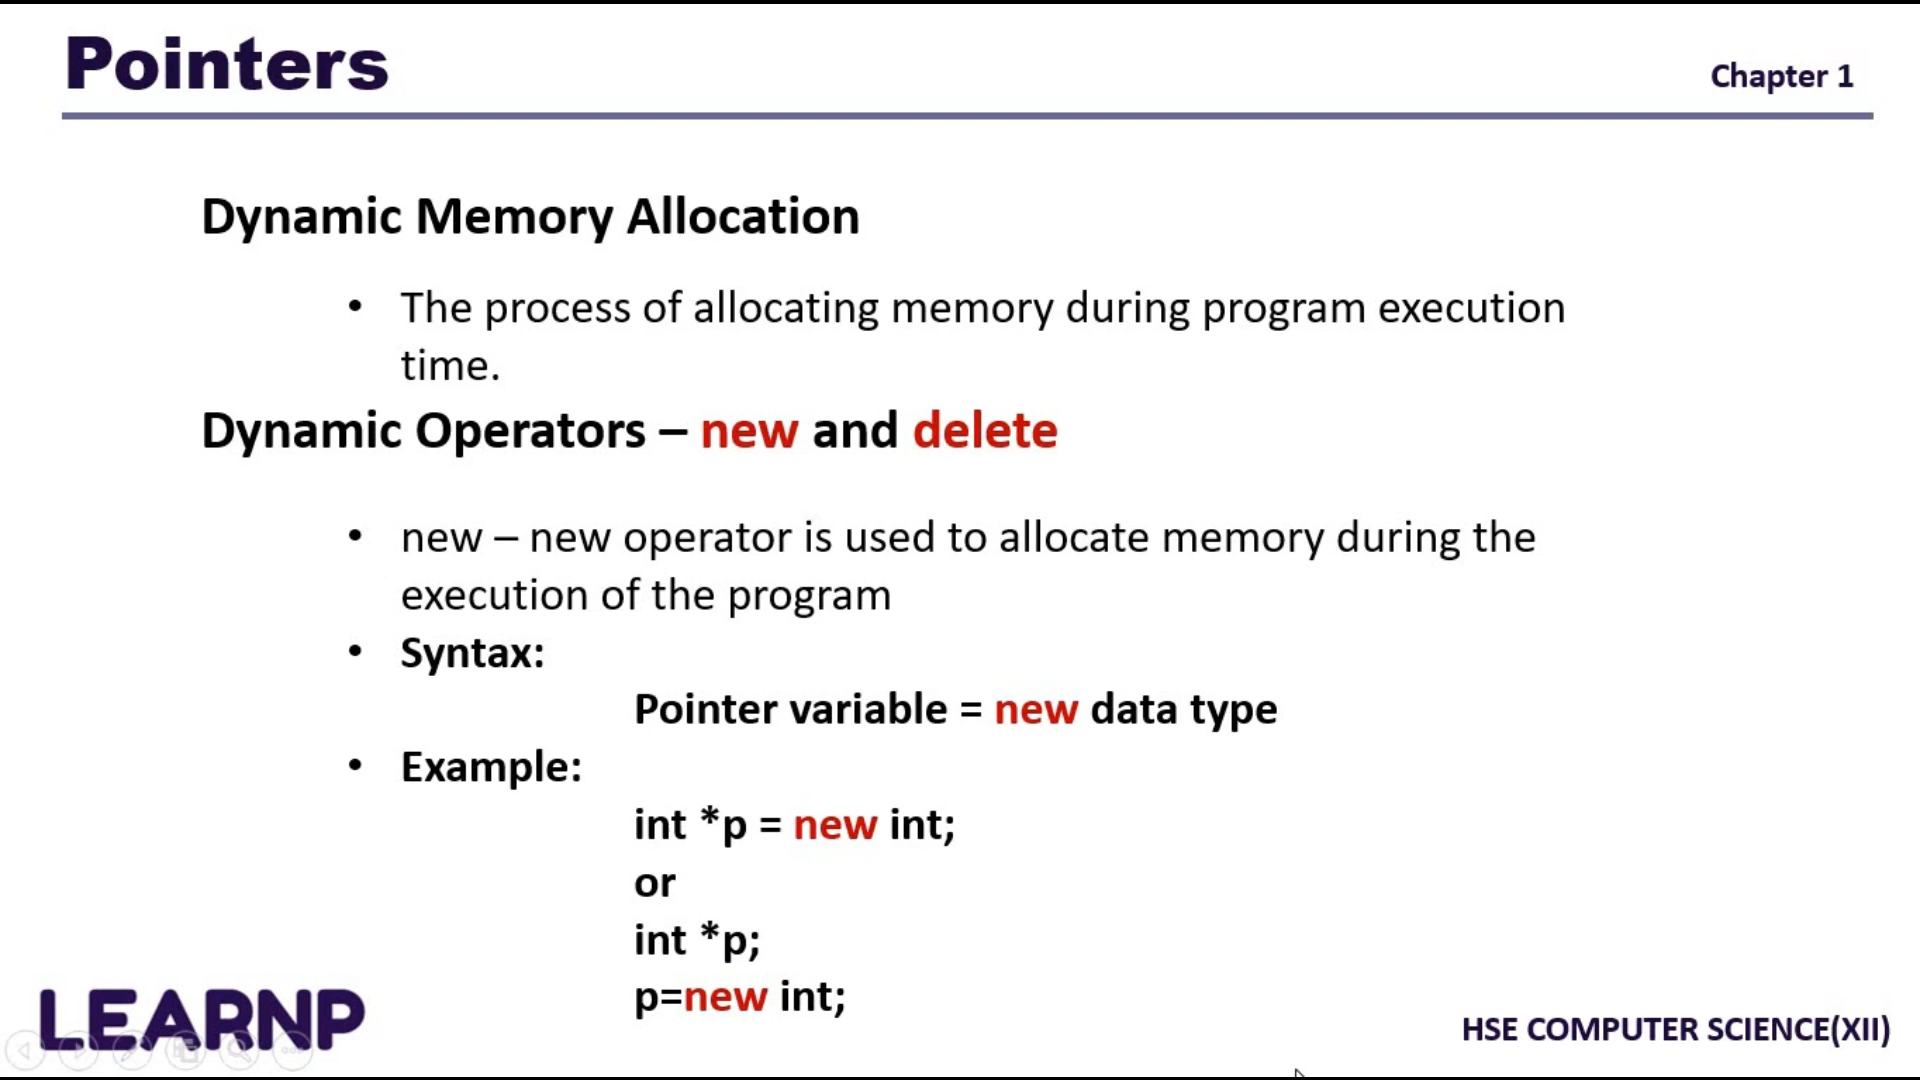 Pointers
Chapter 1
Dynamic Memory Allocation
• The process of allocating memory during program execution
time.
Dynamic Operators – new and delete
• new – new operator is used to allocate memory during the
execution of the program
• Syntax:
Pointer variable = new data type
• Example:
int *p = new int;
or
int *p;
p=new int;
LEARNP
HSE COMPUTER SCIENCE(XII)